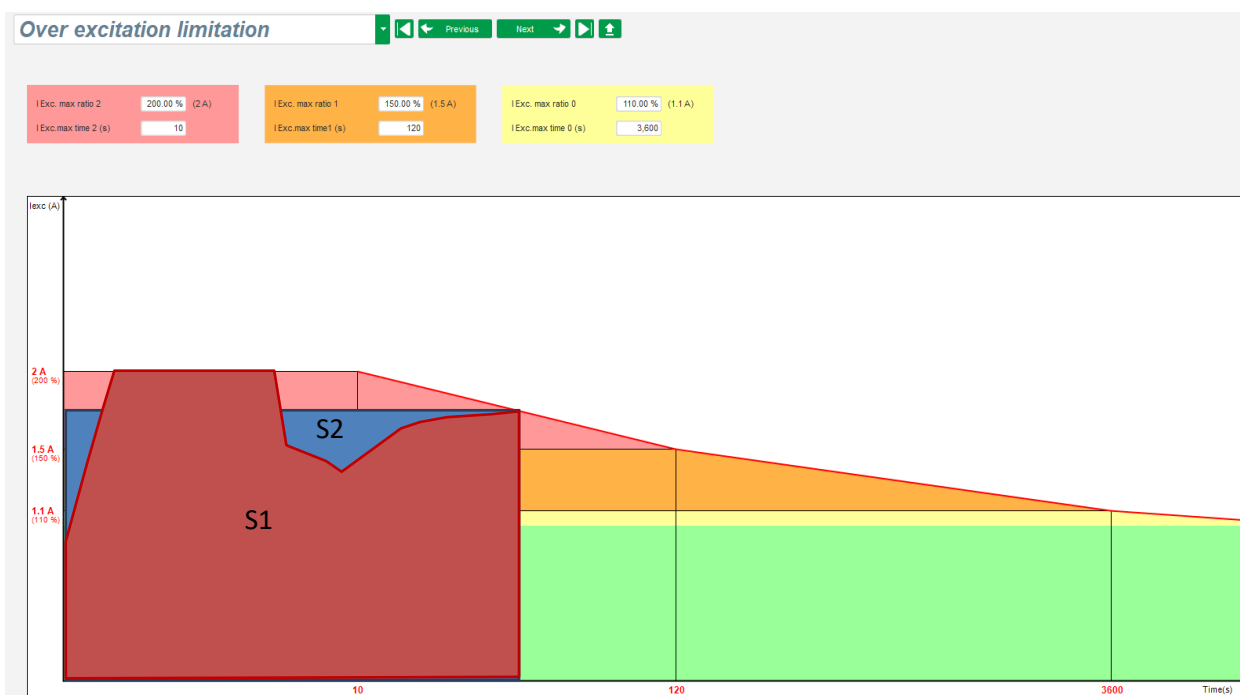 Over excitation limitation
Previous
Next
I Exc. max ratio 2 200.00 % (2 A)
I Exc.max time 2 (s) 10
I Exc. max ratio 1 150.00 % (1.5 A)
I Exc.max time1 (s) 120
I Exc. max ratio 0 110.00 % (1.1 A)
I Exc.max time 0 (s) 3,600
Iexc (A)
2 A
(200 %)
S2
1.5 A
(150 %)
1.1 A
(110 %)
S1
10
120
3600
Time(s)